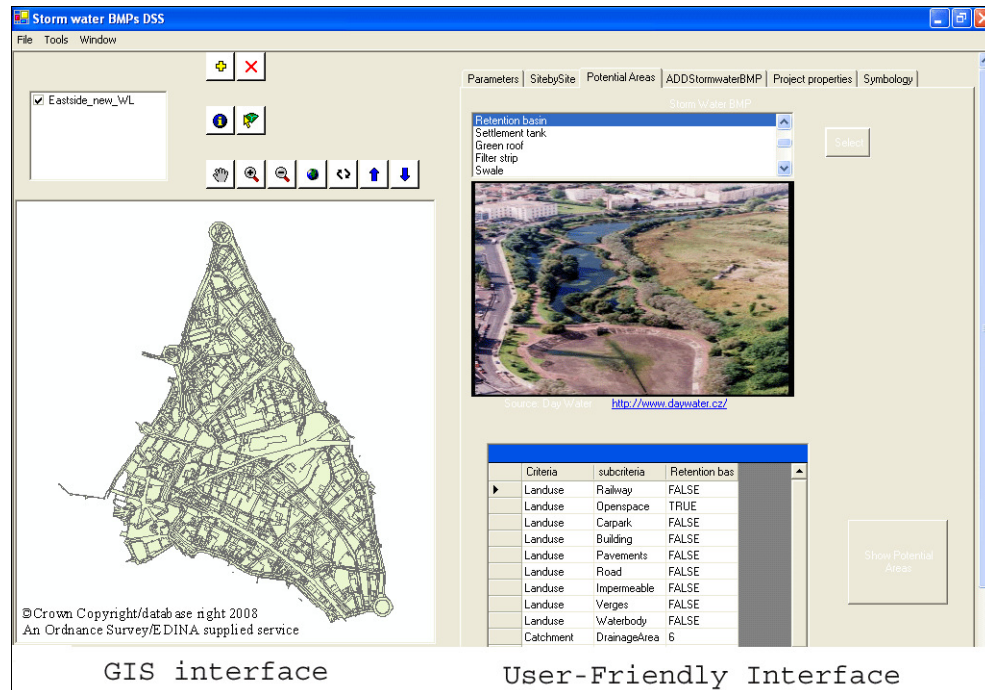 Storm water BMPs DSS
File Tools Window
Eastside_new_WL
©Crown Copyright/database right 2008
An Ordnance Survey/EDINA supplied service
GIS interface
Parameters SitebySite Potential Areas ADDStormwaterBMP Project properties Symbology
Storm Water BMP
Retention basin
Settlement tank
Green roof
Filter strip
Swale
Select
Source: Day Water http://www.daywater.cz/
Criteria subcriteria Retention bas
Landuse Railway FALSE
Landuse Openspace TRUE
Landuse Carpark FALSE
Landuse Building FALSE
Landuse Pavements FALSE
Landuse Road FALSE
Landuse Impermeable FALSE
Landuse Verges FALSE
Landuse Waterbody FALSE
Catchment DrainageArea 6
Show Potential
Areas
User-Friendly Interface